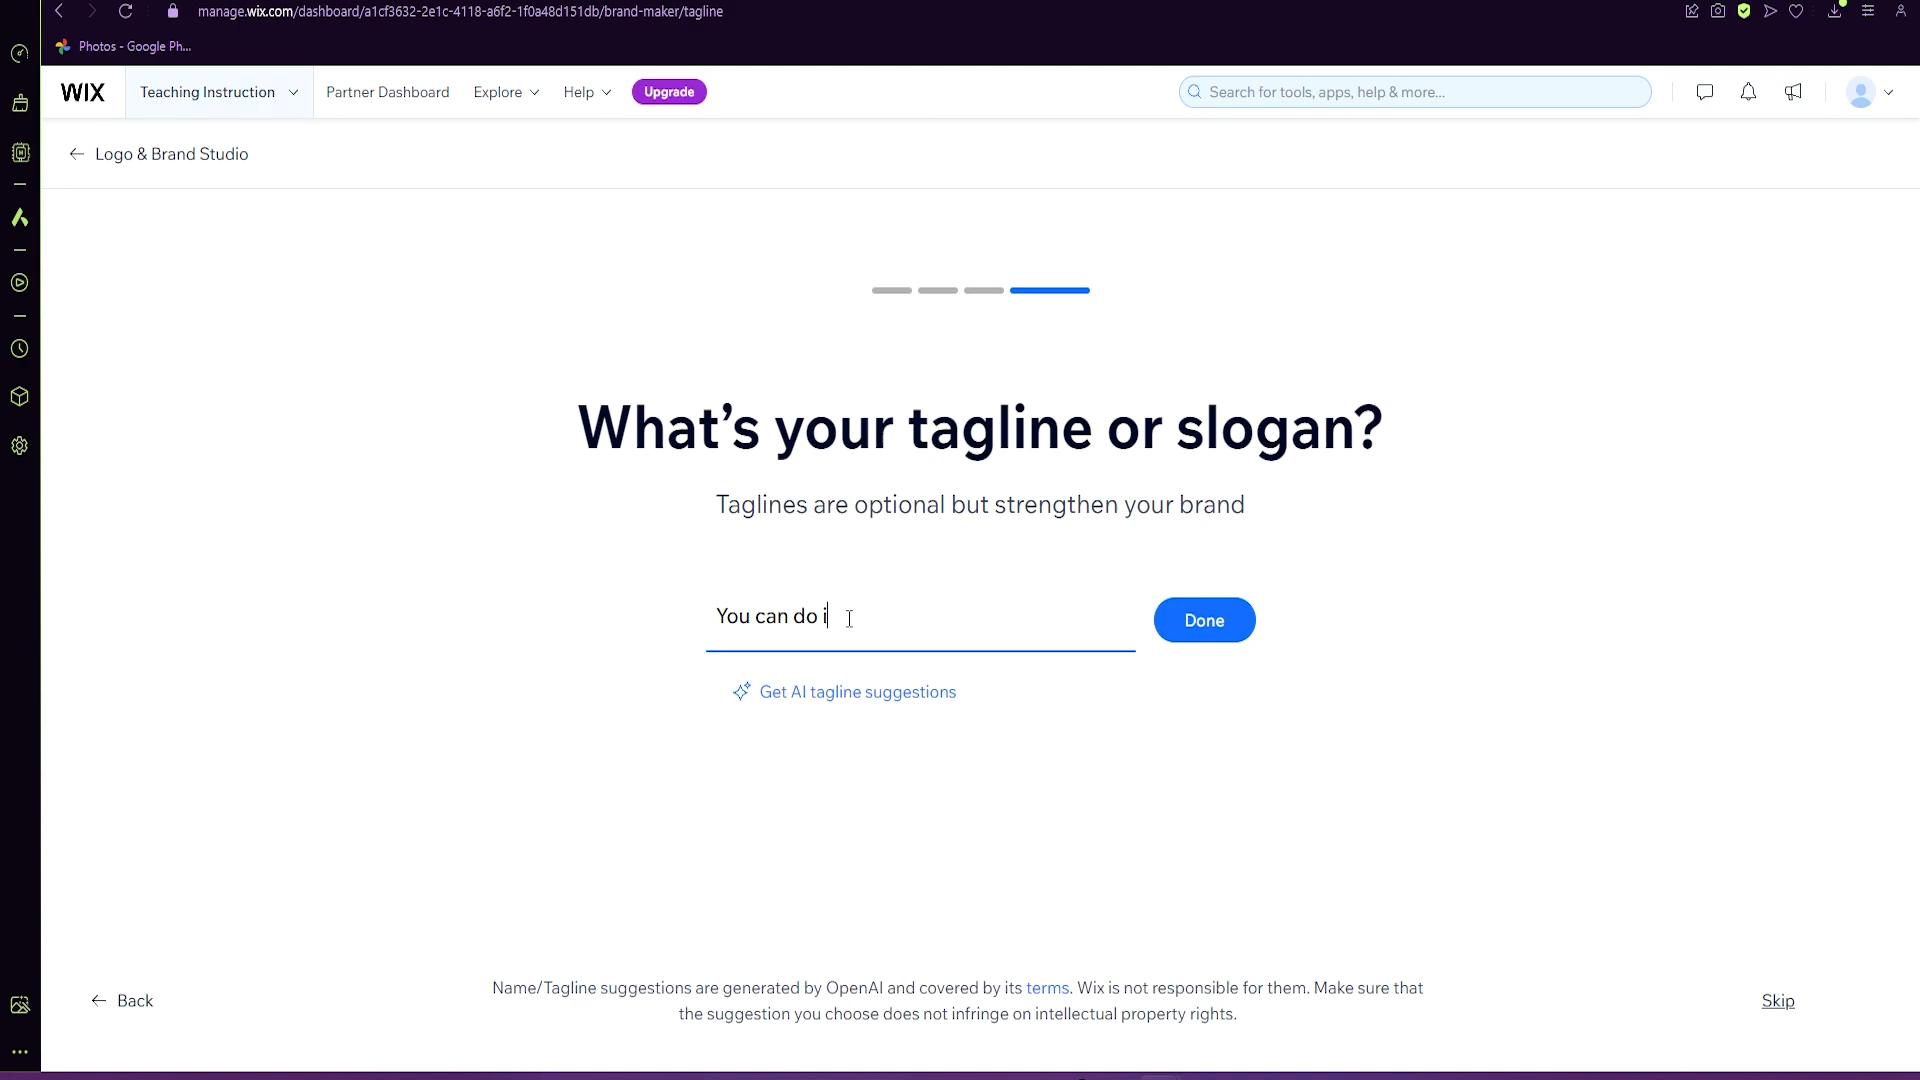 manage.wix.com/dashboard/a1cf3632-2e1c-4118-a6f2-1f0a48d151db/brand-maker/tagline
Photos - Google Ph...
WIX
Teaching Instruction
Partner Dashboard
Explore
Help
Upgrade
Search for tools, apps, help & more...
Logo & Brand Studio
What's your tagline or slogan?
Taglines are optional but strengthen your brand
You can do i
Done
Get AI tagline suggestions
Back
Name/Tagline suggestions are generated by OpenAI and covered by its terms. Wix is not responsible for them. Make sure that
the suggestion you choose does not infringe on intellectual property rights.
Skip